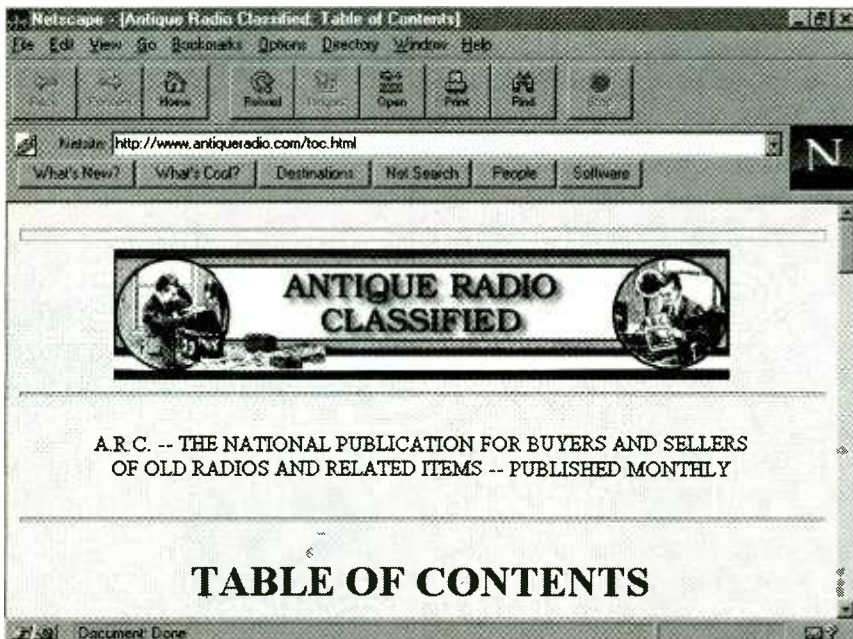 Netscape - [Antique Radio Classified: Table of Contents]
File Edit View Go Bookmarks Options Directory Window Help
Home Reload Open Print Find
Netsite: http://www.antiqueradio.com/toc.html
What's New? What's Cool? Destinations Net Search People Software
N
ANTIQUE RADIO
CLASSIFIED
A.R.C. -- THE NATIONAL PUBLICATION FOR BUYERS AND SELLERS
OF OLD RADIOS AND RELATED ITEMS -- PUBLISHED MONTHLY
TABLE OF CONTENTS
Document: Done